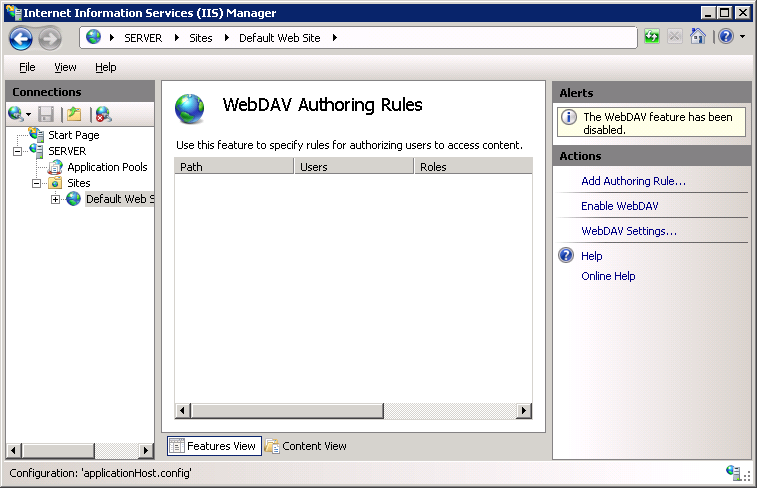 Internet Information Services (IIS) Manager
SERVER Sites Default Web Site
File View Help
Connections
Start Page
SERVER
Application Pools
Sites
Default Web S
WebDAV Authoring Rules
Use this feature to specify rules for authorizing users to access content.
Path Users Roles
Features View Content View
Alerts
The WebDAV feature has been
disabled.
Actions
Add Authoring Rule...
Enable WebDAV
WebDAV Settings...
Help
Online Help
Configuration: 'applicationHost.config'